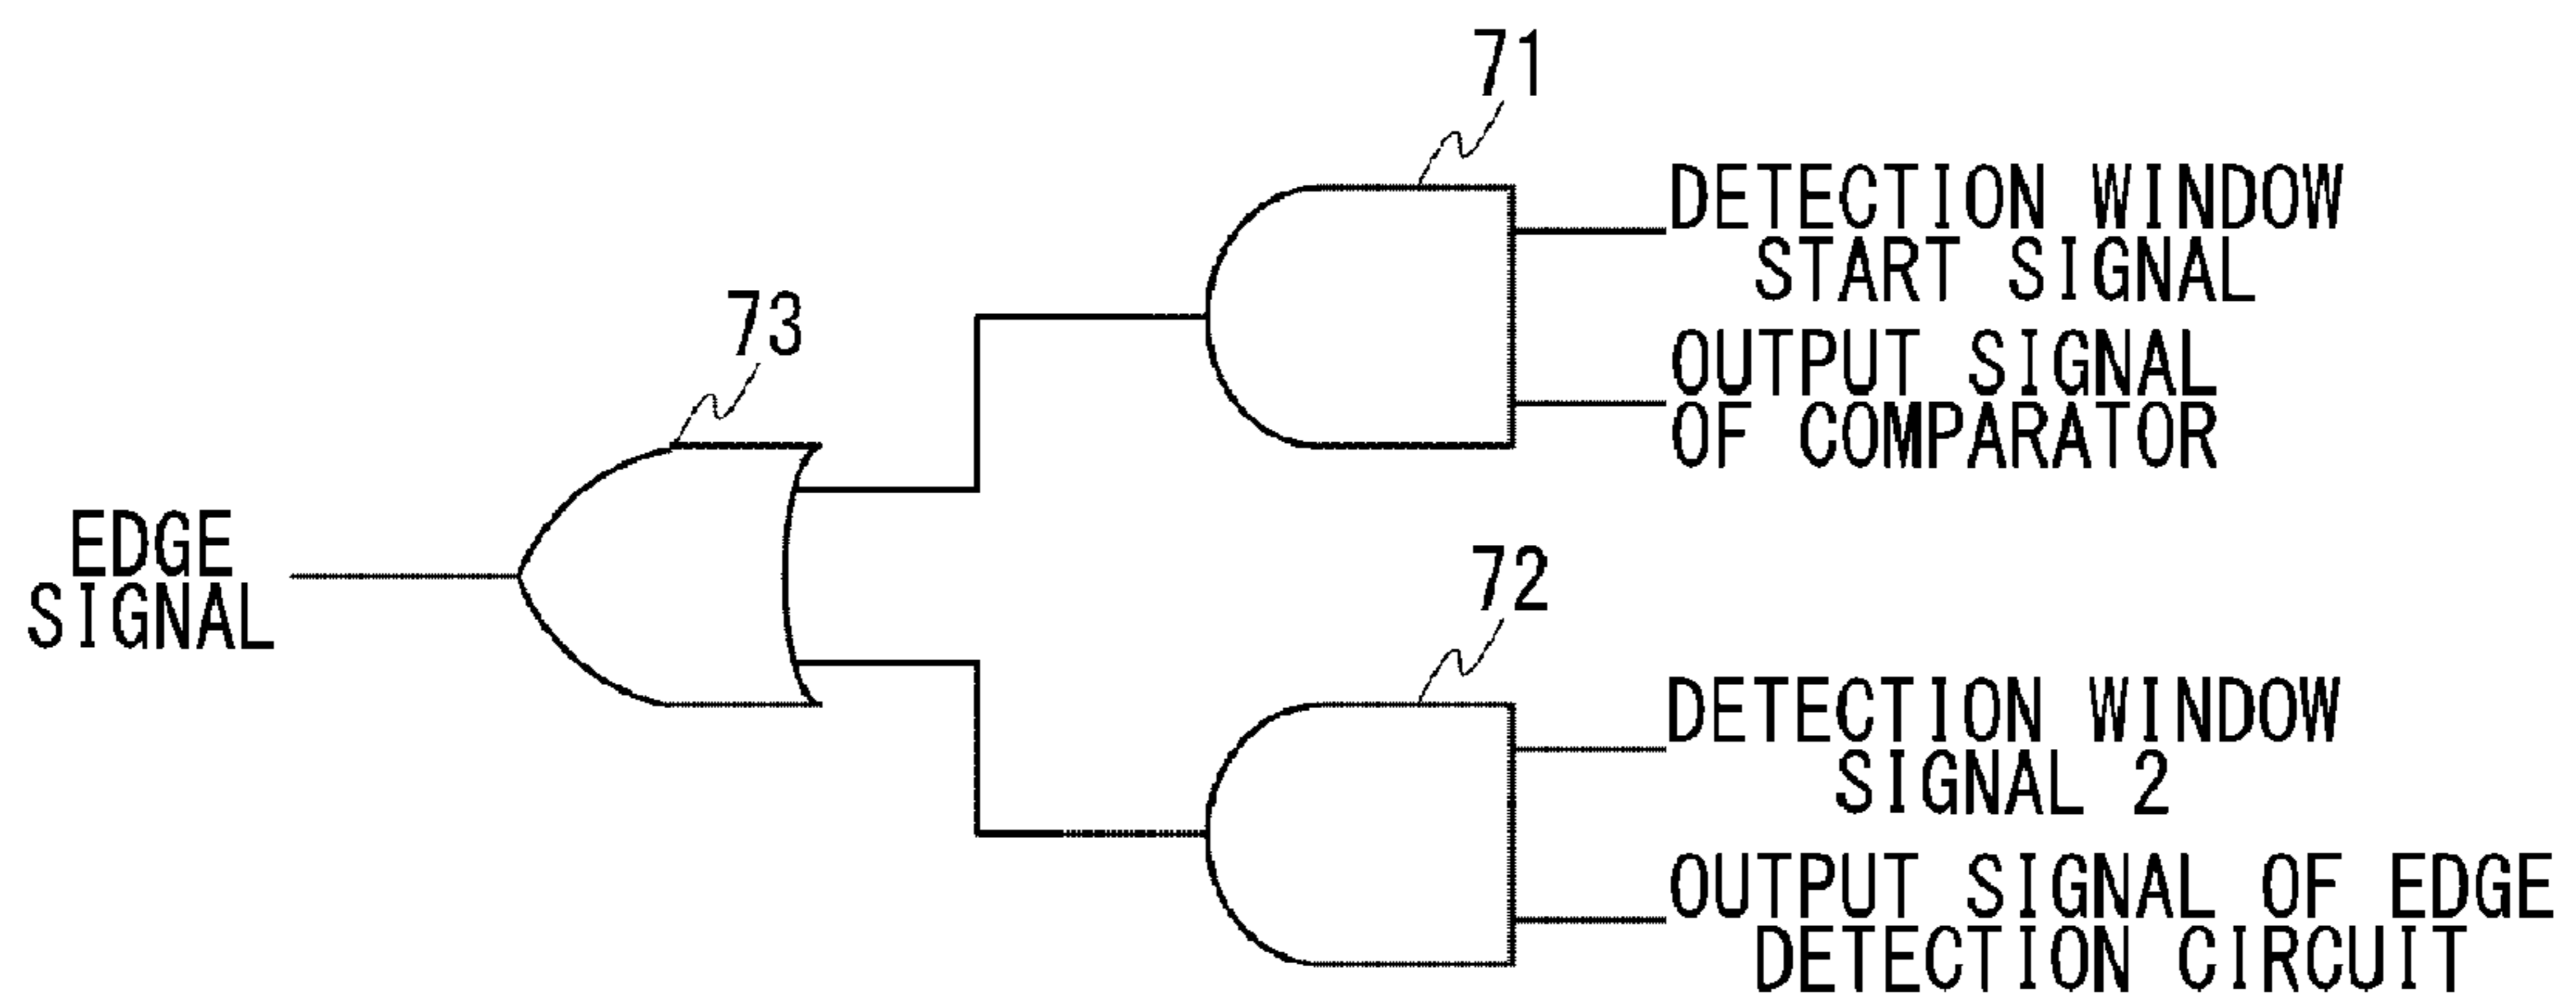 71
DETECTION WINDOW
START SIGNAL
OUTPUT SIGNAL
OF COMPARATOR
73
EDGE
SIGNAL
72
DETECTION WINDOW
SIGNAL 2
OUTPUT SIGNAL OF EDGE
DETECTION CIRCUIT